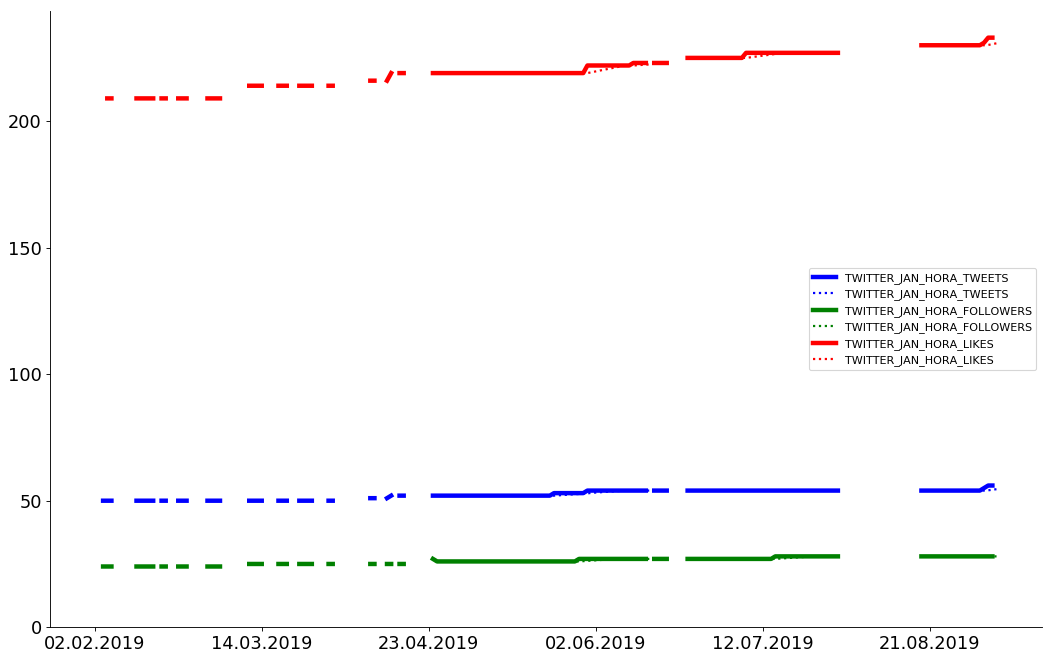 200
150
100
50
0
TWITTER_JAN_HORA_TWEETS
TWITTER_JAN_HORA_TWEETS
TWITTER_JAN_HORA_FOLLOWERS
TWITTER_JAN_HORA_FOLLOWERS
TWITTER_JAN_HORA_LIKES
TWITTER_JAN_HORA_LIKES
02.02.2019 14.03.2019 23.04.2019 02.06.2019 12.07.2019 21.08.2019